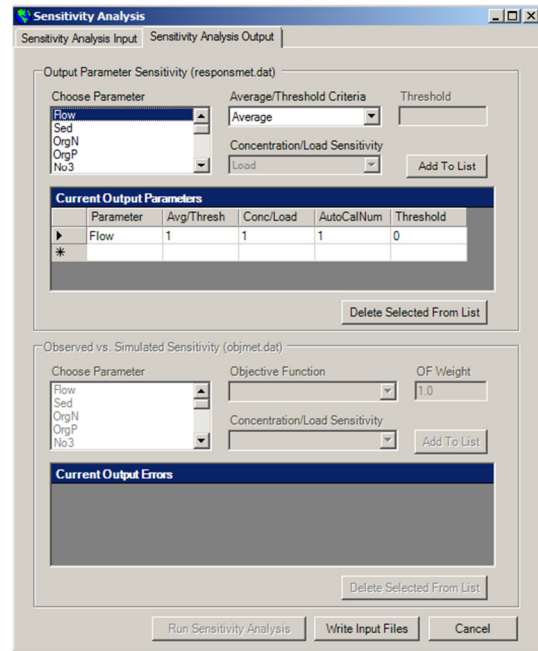 Sensitivity Analysis
Sensitivity Analysis Input Sensitivity Analysis Output
Output Parameter Sensitivity (responsmet.dat)
Choose Parameter Average/Threshold Criteria Threshold
Flow Average
Sed
OrgN Concentration/Load Sensitivity
OrgP
No3 Load Add To List
Current Output Parameters
Parameter Avg/Thresh Conc/Load AutoCalNum Threshold
Flow 1 1 1 0
Delete Selected From List
Observed vs. Simulated Sensitivity (objmet.dat)
Choose Parameter Objective Function OF Weight
Flow 1.0
Sed
OrgN Concentration/Load Sensitivity
OrgP
No3 Add To List
Current Output Errors
Delete Selected From List
Run Sensitivity Analysis Write Input Files Cancel